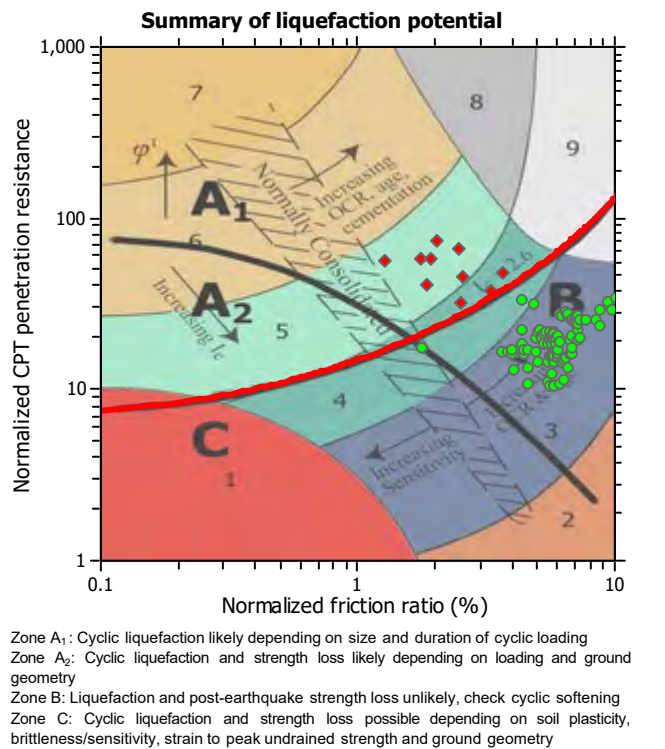 Summary of liquefaction potential
1,000
7
8
9
φ'
Increasing
OCR, age,
cementation
Normally Consolidated
A1
100
6
2.6
A2
B
Increasing Ic
5
10
4
C
Increasing
Sensitivity
3
1
2
1
0.1
1
10
Normalized CPT penetration resistance
Normalized friction ratio (%)
Zone A1: Cyclic liquefaction likely depending on size and duration of cyclic loading
Zone A2: Cyclic liquefaction and strength loss likely depending on loading and ground
geometry
Zone B: Liquefaction and post-earthquake strength loss unlikely, check cyclic softening
Zone C: Cyclic liquefaction and strength loss possible depending on soil plasticity,
brittleness/sensitivity, strain to peak undrained strength and ground geometry